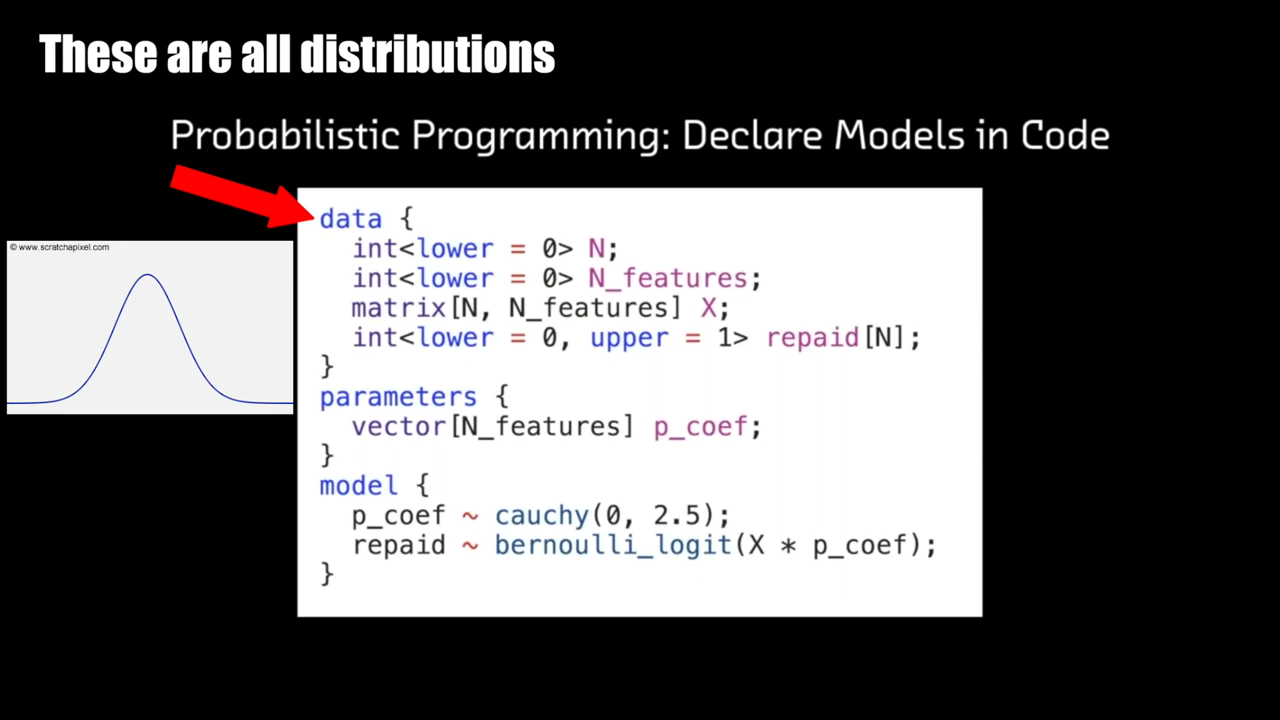 These are all distributions
Probabilistic Programming: Declare Models in Code
© www.scratchapixel.com
data {
int<lower = 0> N;
int<lower = 0> N_features;
matrix[N, N_features] X;
int<lower = 0, upper = 1> repaid[N];
}
parameters {
vector[N_features] p_coef;
}
model {
p_coef ~ cauchy(0, 2.5);
repaid ~ bernoulli_logit(X * p_coef);
}